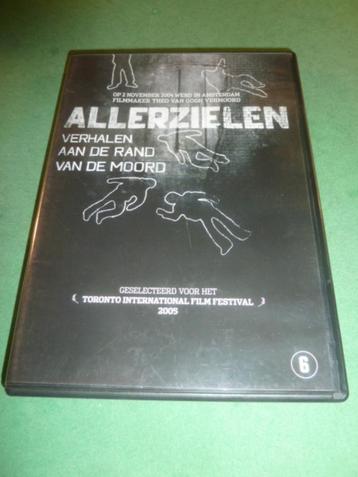 OP 2 NOVEMBER 2004 WERD IN AMSTERDAM
FILMMAKER THEO VAN GOGH VERMOORD
ALLERZIELEN
VERHALEN
AAN DE RAND
VAN DE MOORD
GESELECTEERD VOOR HET
TORONTO INTERNATIONAL FILM FESTIVAL
2005
6